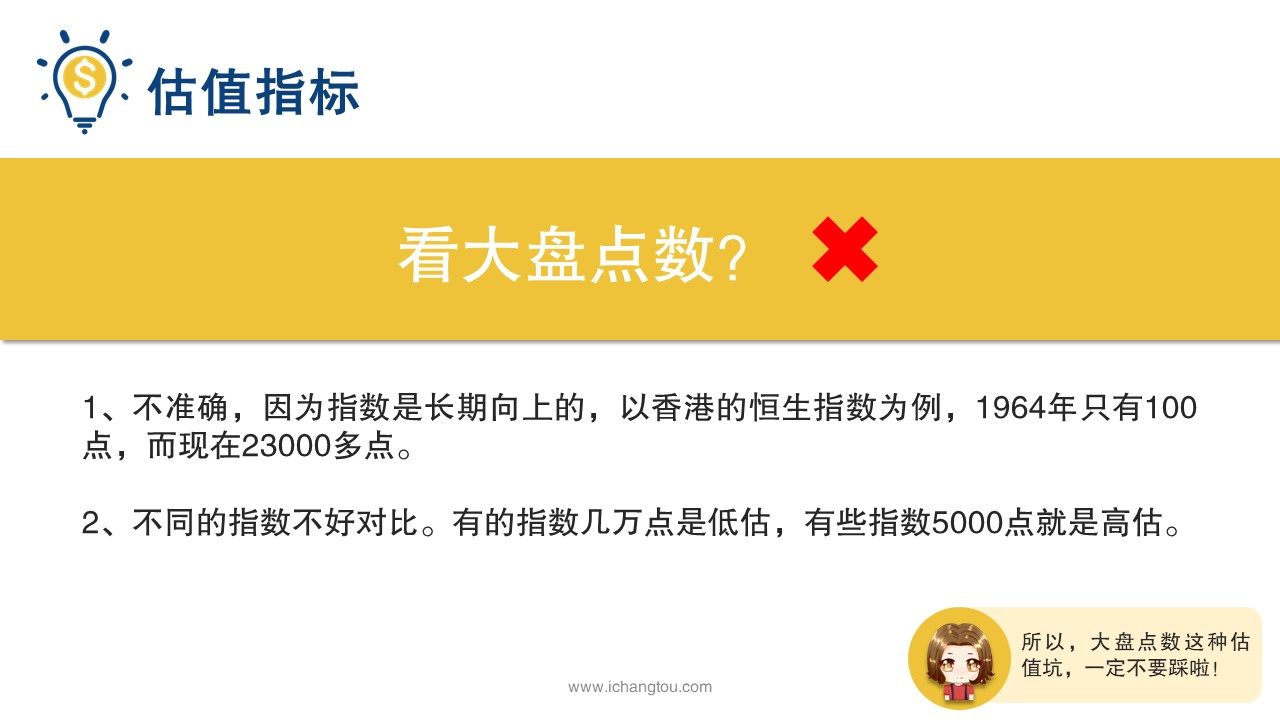 估值指标
看大盘点数？
1、不准确，因为指数是长期向上的，以香港的恒生指数为例，1964年只有100
点，而现在23000多点。
2、不同的指数不好对比。有的指数几万点是低估，有些指数5000点就是高估。
所以，大盘点数这种估
值坑，一定不要踩啦！
www.ichangtou.com